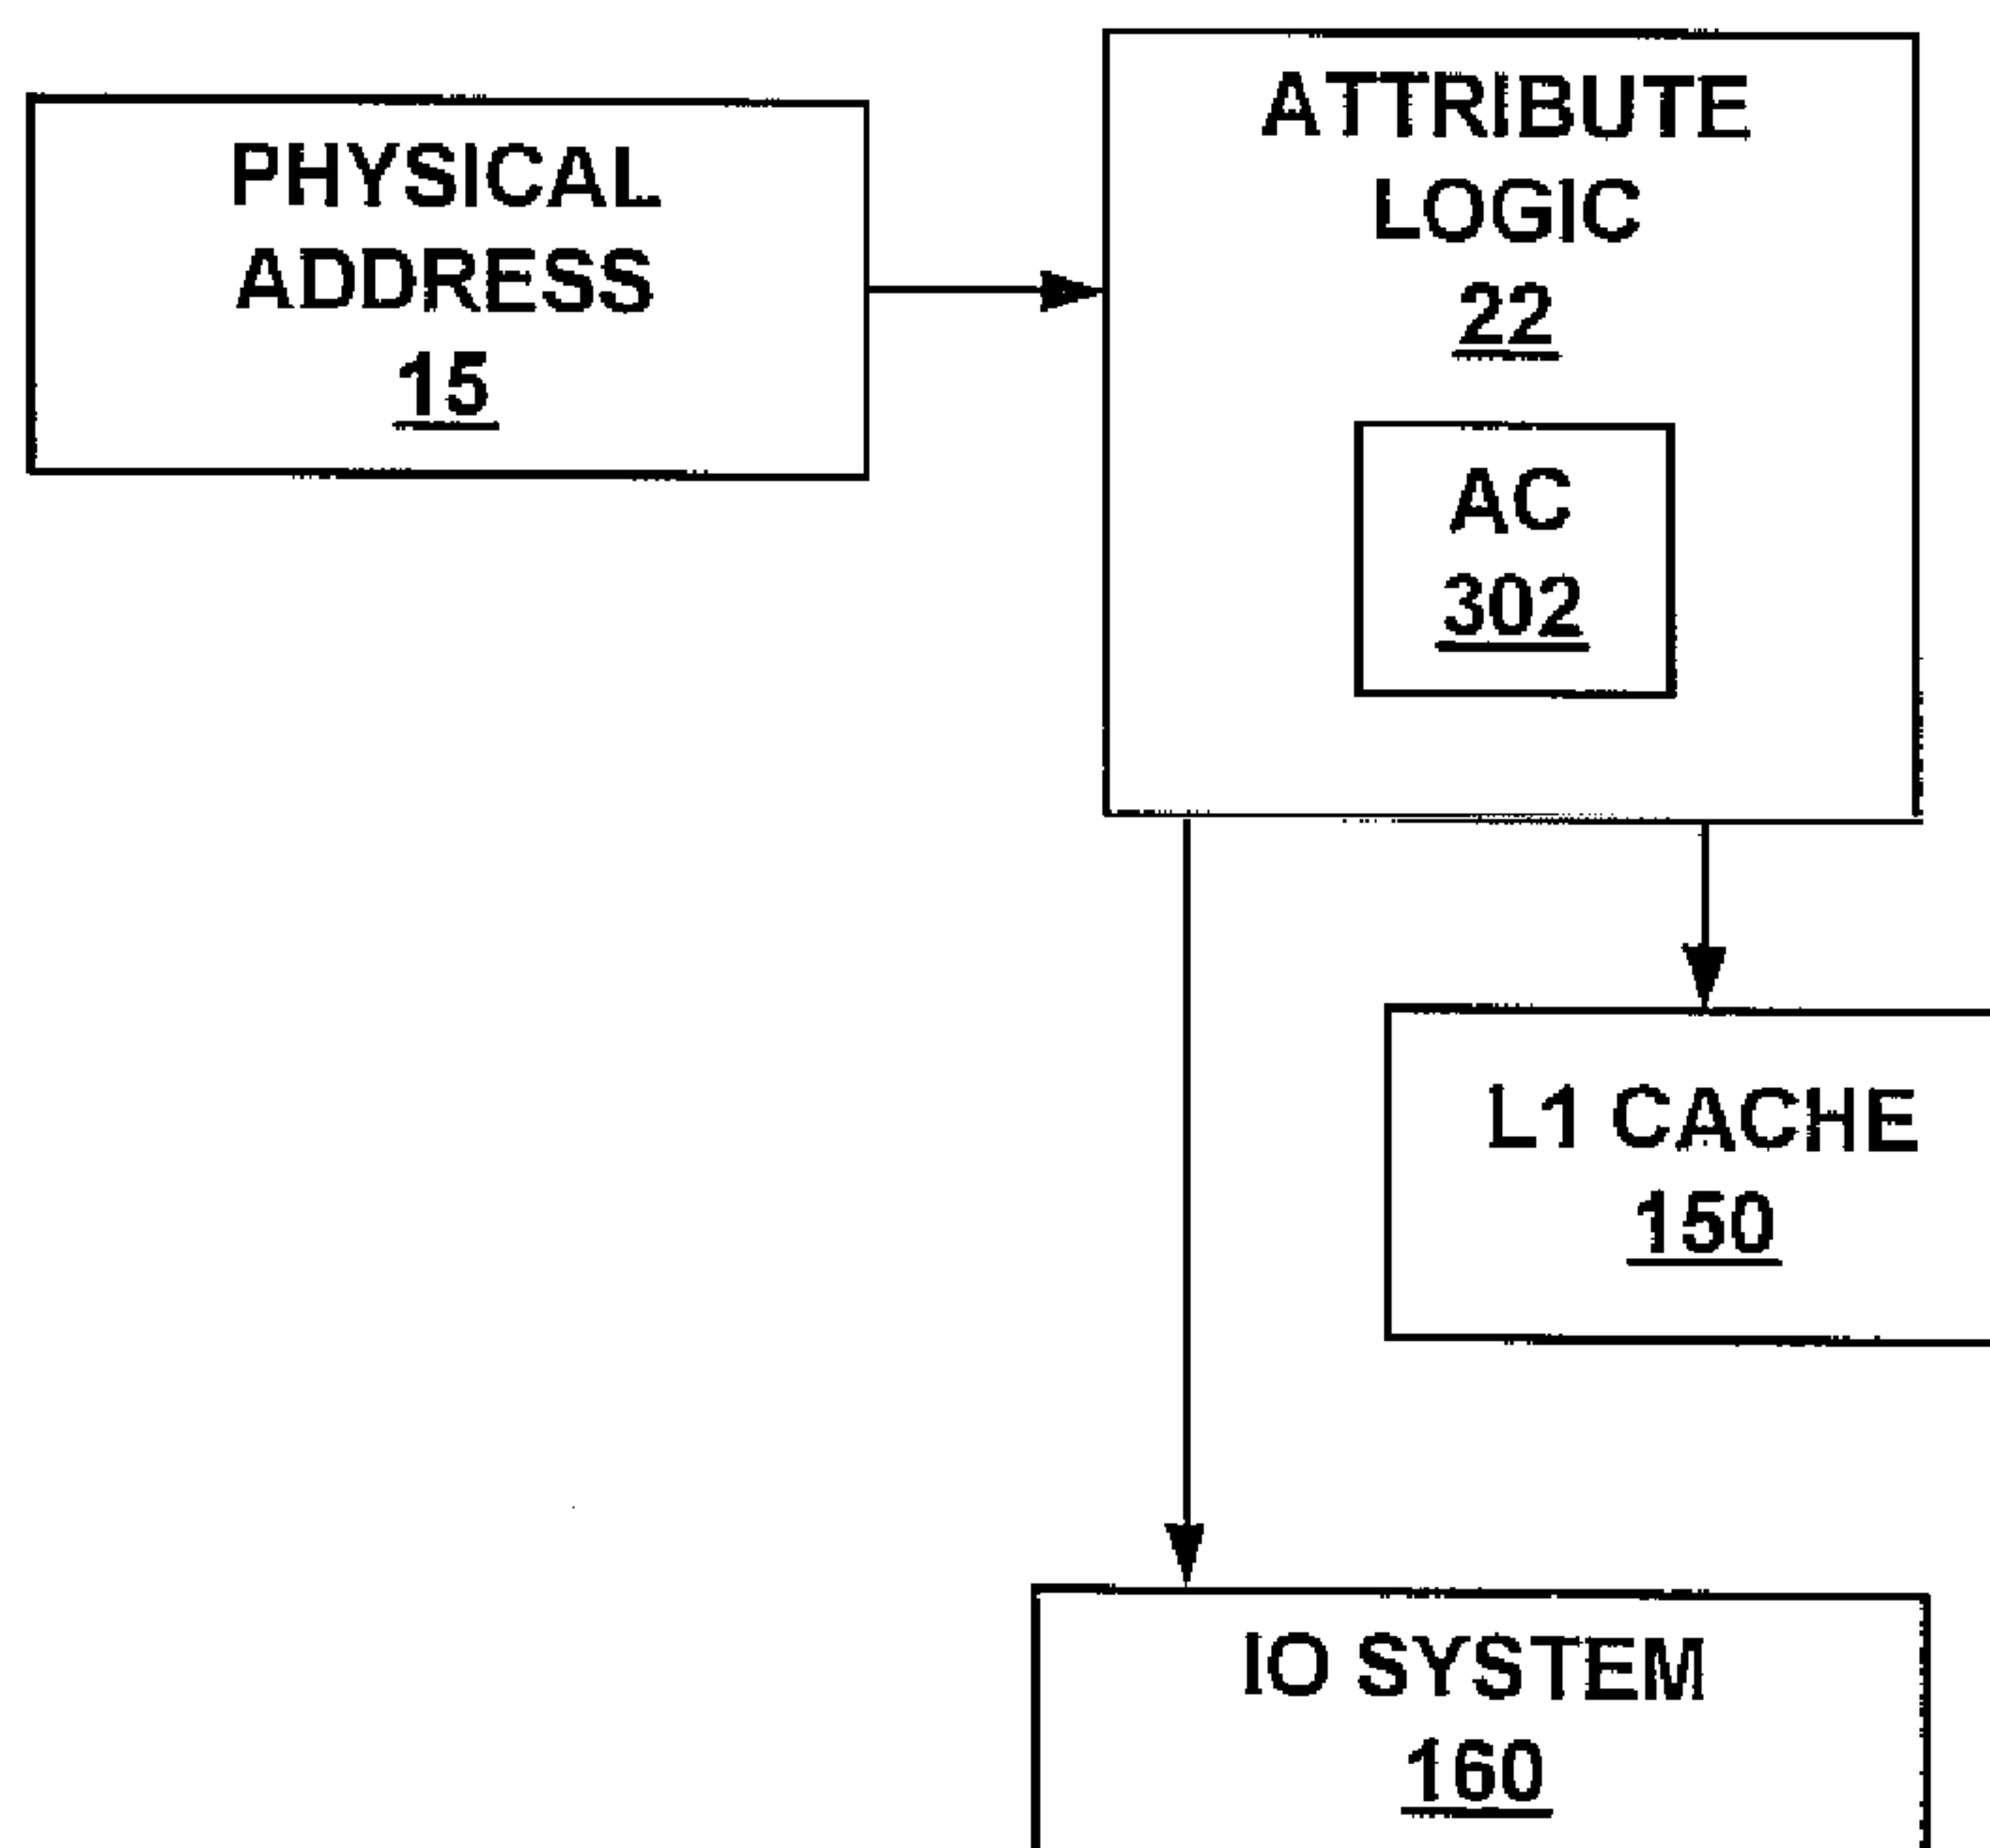 PHYSICAL
ADDRESS
15
ATTRIBUTE
LOGIC
22
AC
302
L1 CACHE
150
IO SYSTEM
160